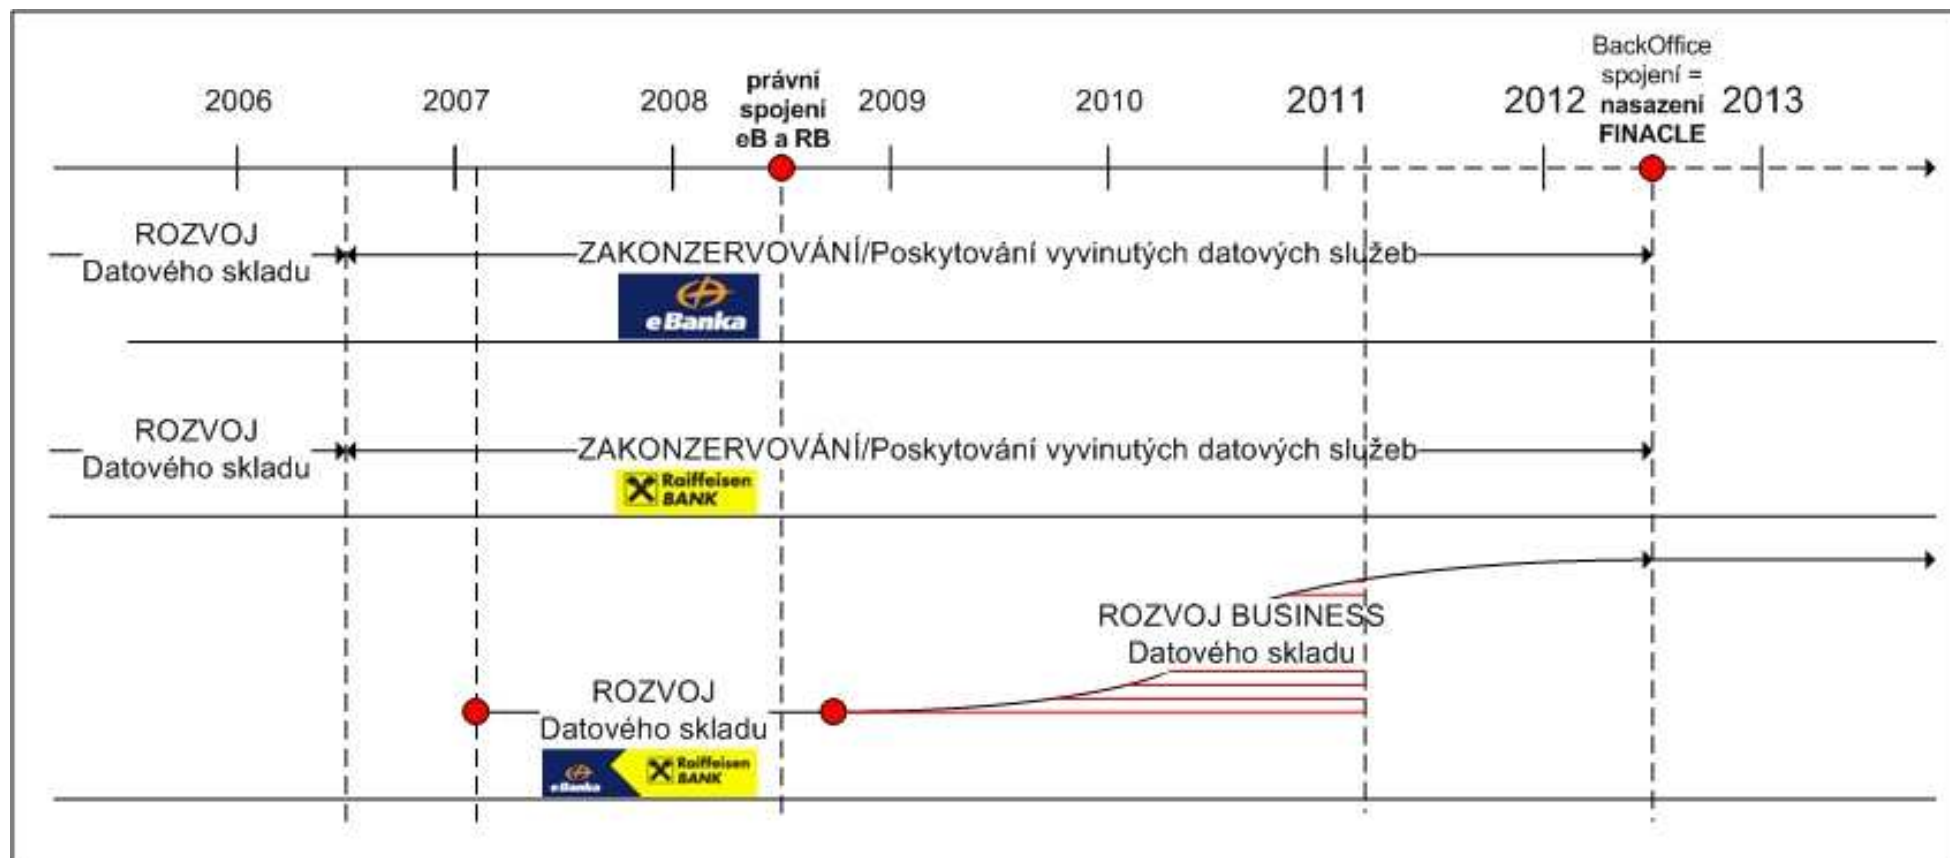 2006
2007
2008
právní
spojení
eB a RB
2009
2010
2011
2012
BackOffice
spojení =
nasazení
FINACLE
2013
ROZVOJ
Datového skladu
ZAKONZERVOVÁNÍ/Poskytování vyvinutých datových služeb
eBanka
ROZVOJ
Datového skladu
ZAKONZERVOVÁNÍ/Poskytování vyvinutých datových služeb
Raiffeisen
BANK
ROZVOJ BUSINESS
Datového skladu
ROZVOJ
Datového skladu
eBanka
Raiffeisen
BANK